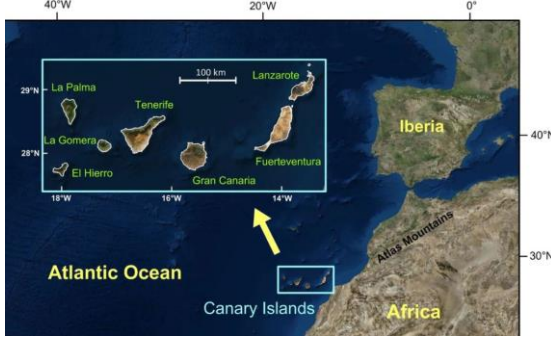 40°W
20°W
0°
100 km
Lanzarote
La Palma
29°N
Tenerife
La Gomera
28°N
El Hierro
Gran Canaria
Fuerteventura
18°W
16°W
14°W
Iberia
40°N
Atlas Mountains
30°N
Atlantic Ocean
Canary Islands
Africa